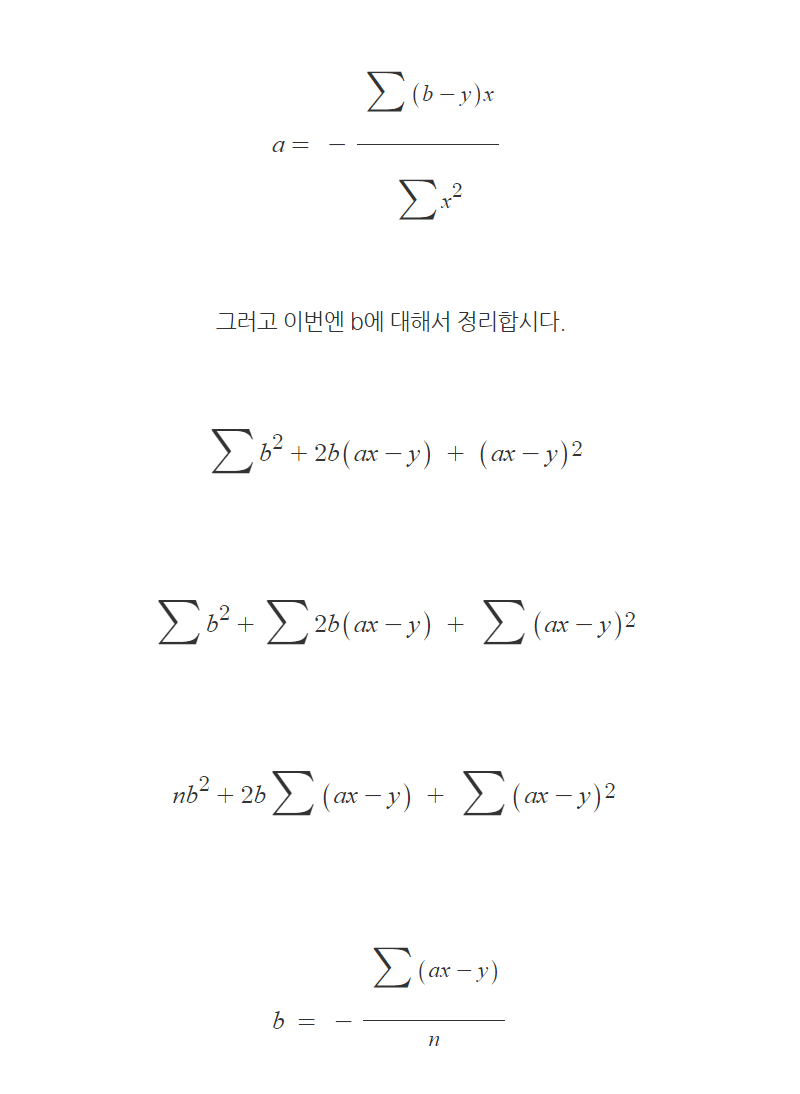 a = − ∑(b − y)x / ∑x²
그러고 이번엔 b에 대해서 정리합시다.
∑b² + 2b(ax − y) + (ax − y)²
∑b² + ∑2b(ax − y) + ∑(ax − y)²
nb² + 2b∑(ax − y) + ∑(ax − y)²
b = − ∑(ax − y) / n